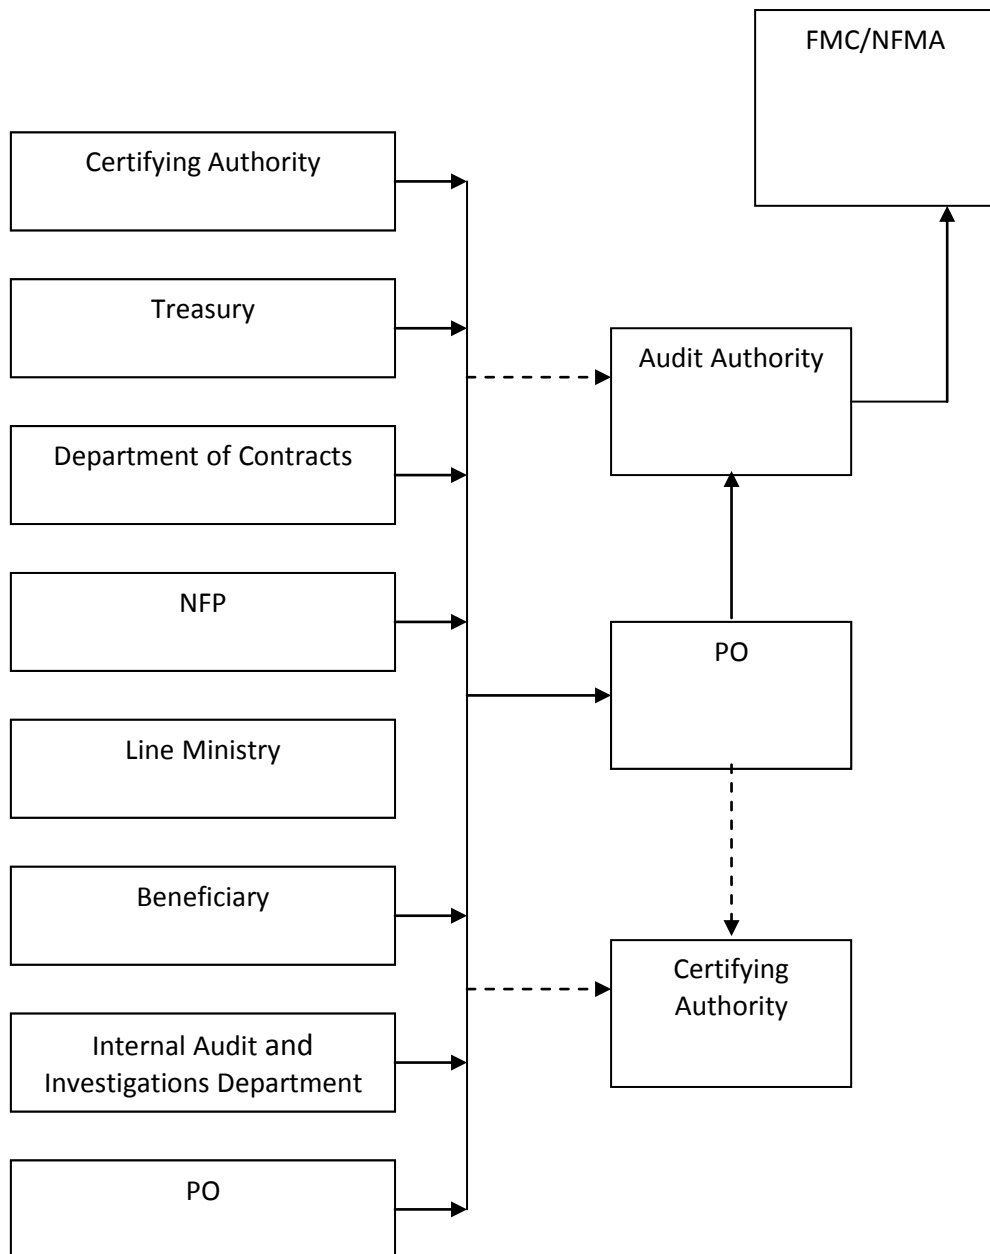 FMC/NFMA
Certifying Authority
Treasury
Audit Authority
Department of Contracts
NFP
PO
Line Ministry
Beneficiary
Certifying
Authority
Internal Audit and
Investigations Department
PO